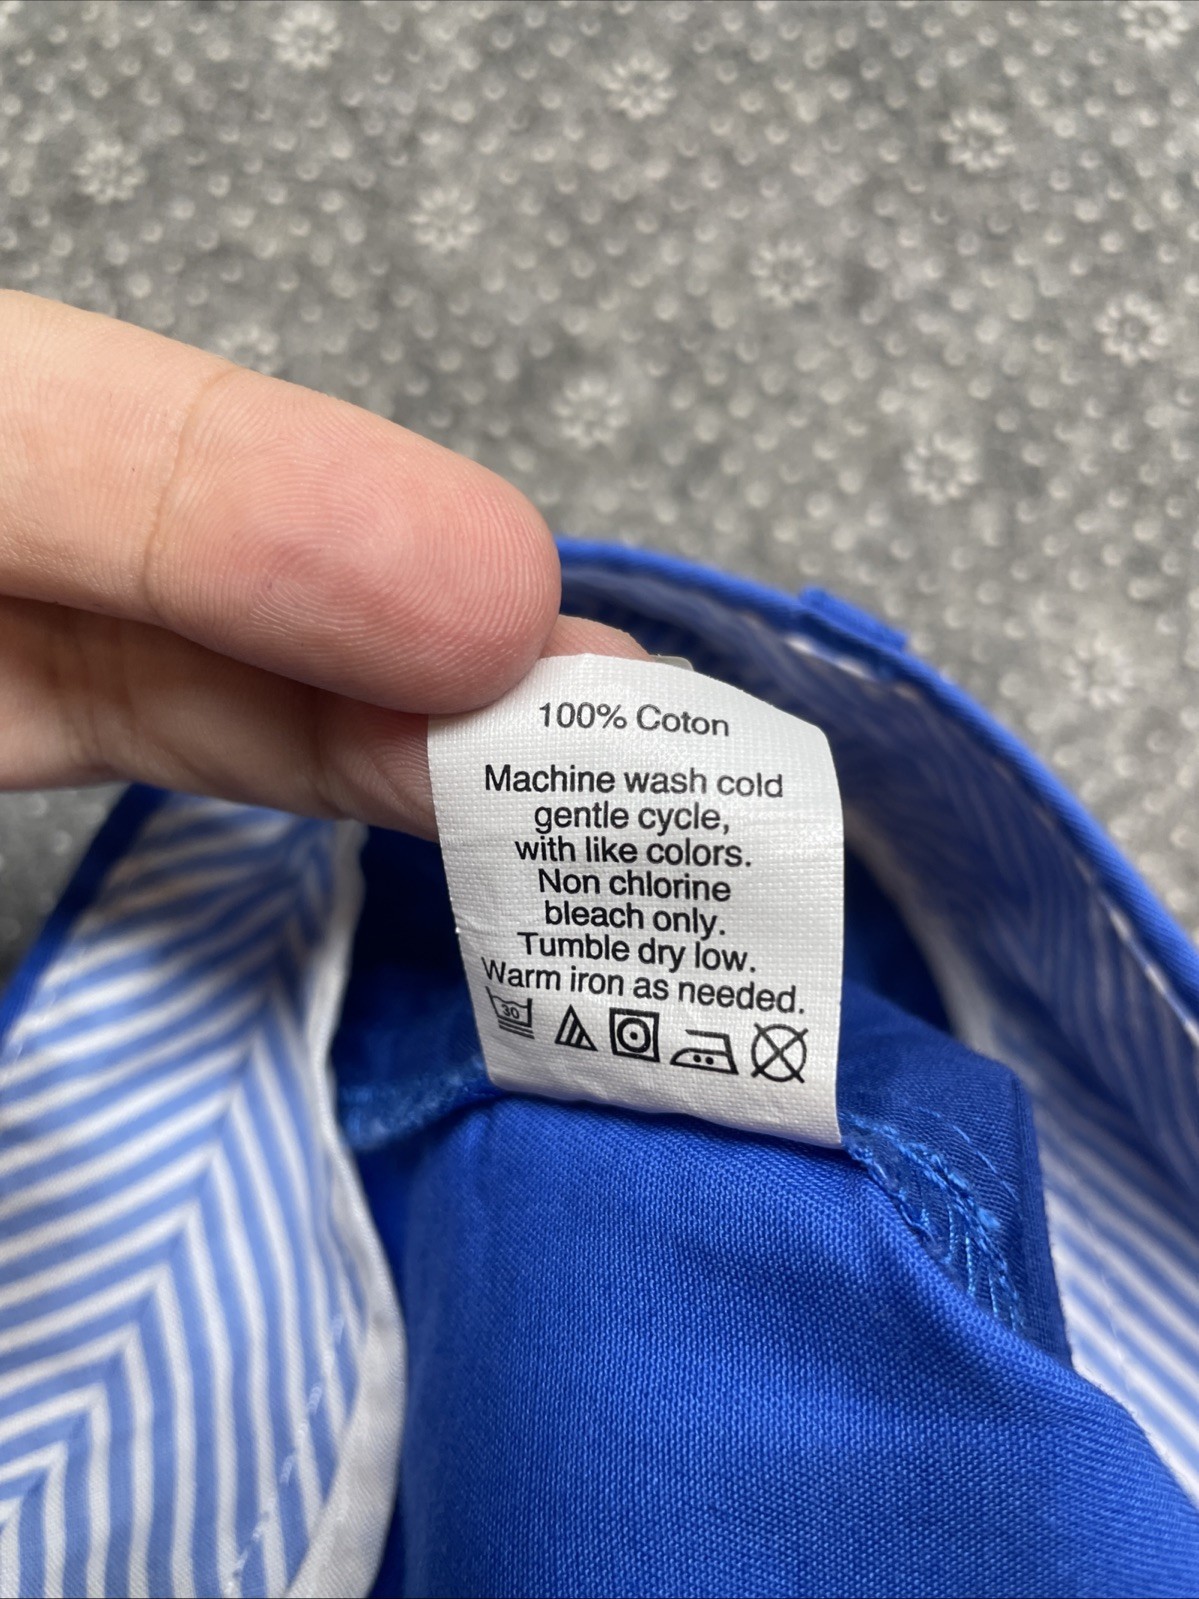 100% Coton
Machine wash cold
gentle cycle,
with like colors.
Non chlorine
bleach only.
Tumble dry low.
Warm iron as needed.
30